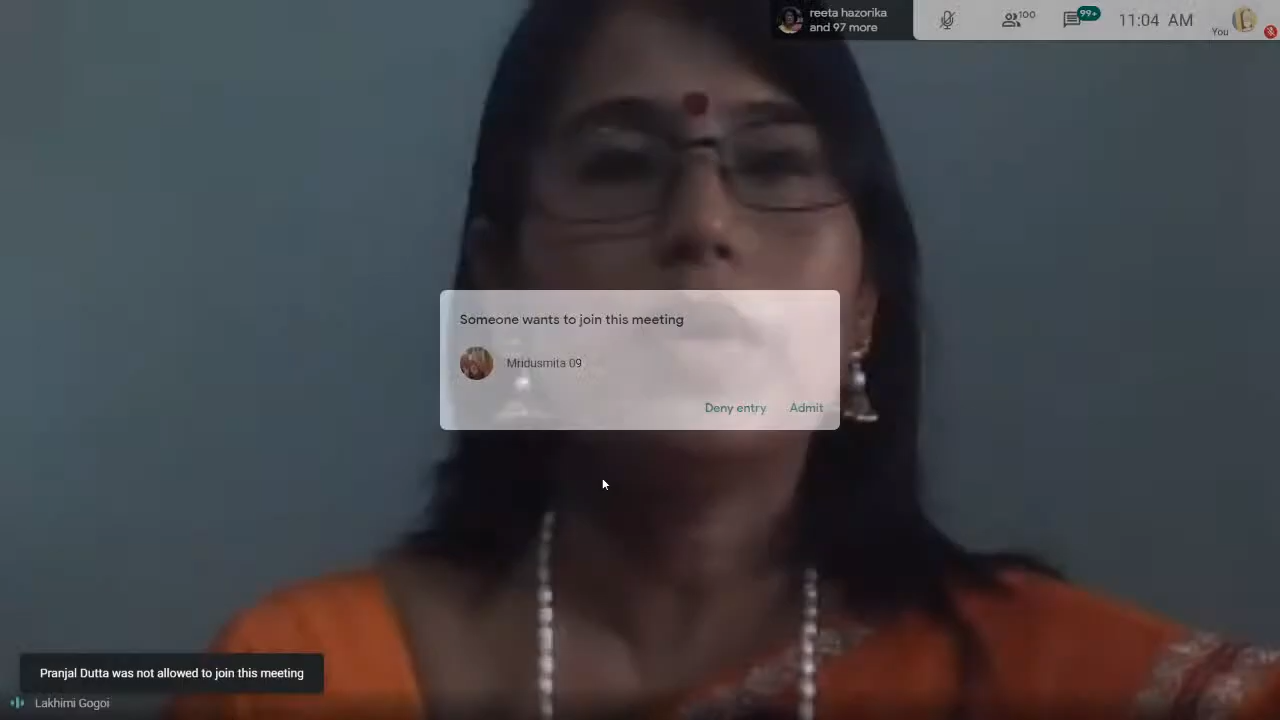 reeta hazorika
and 97 more
100
99+
11:04 AM
You
Someone wants to join this meeting
Mridusmita 09
Deny entry
Admit
Pranjal Dutta was not allowed to join this meeting
Lakhimi Gogoi